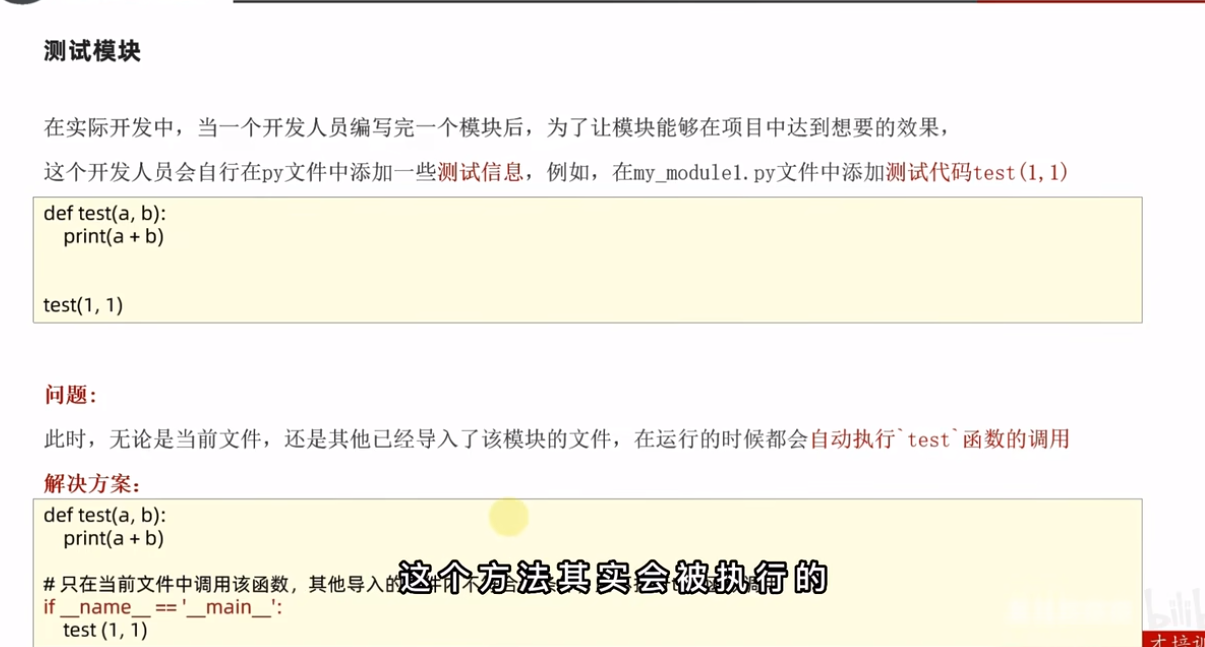 测试模块
在实际开发中，当一个开发人员编写完一个模块后，为了让模块能够在项目中达到想要的效果，
这个开发人员会自行在py文件中添加一些测试信息，例如，在my_module1.py文件中添加测试代码test(1,1)
def test(a, b):
print(a + b)
test(1, 1)
问题：
此时，无论是当前文件，还是其他已经导入了该模块的文件，在运行的时候都会自动执行`test`函数的调用
解决方案：
def test(a, b):
print(a + b)
# 只在当前文件中调用该函数，其他导入的
这个方法其实会被执行的
if __name__ == '__main__':
test (1, 1)
bilib
才培训